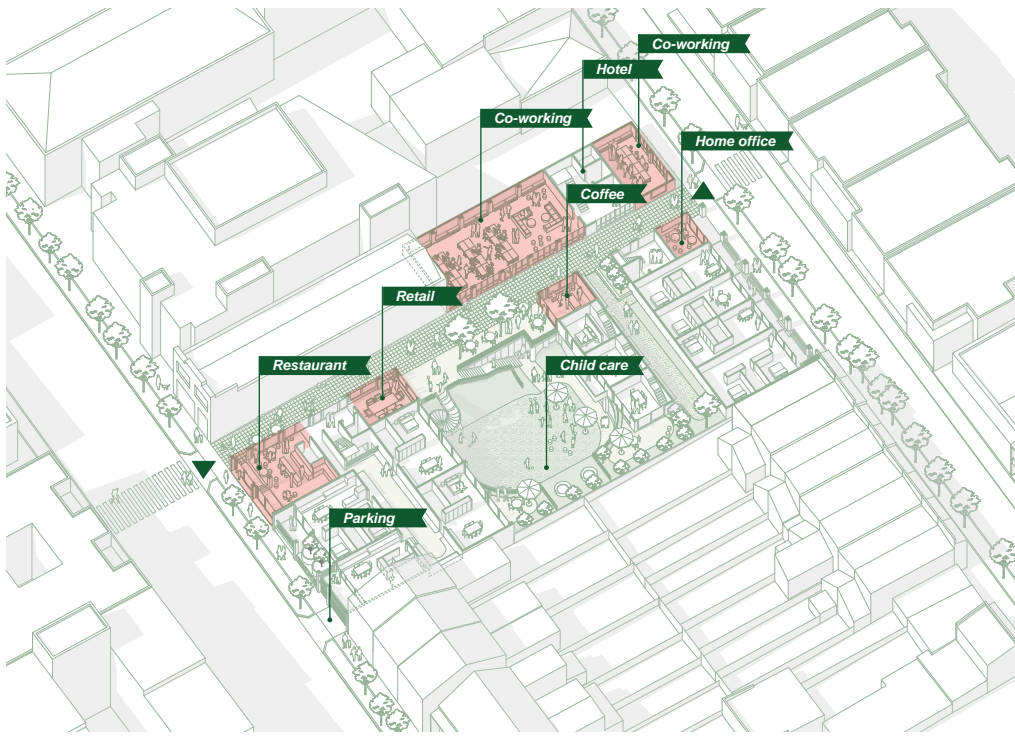 Co-working
Hotel
Co-working
Home office
Coffee
Retail
Restaurant
Child care
Parking